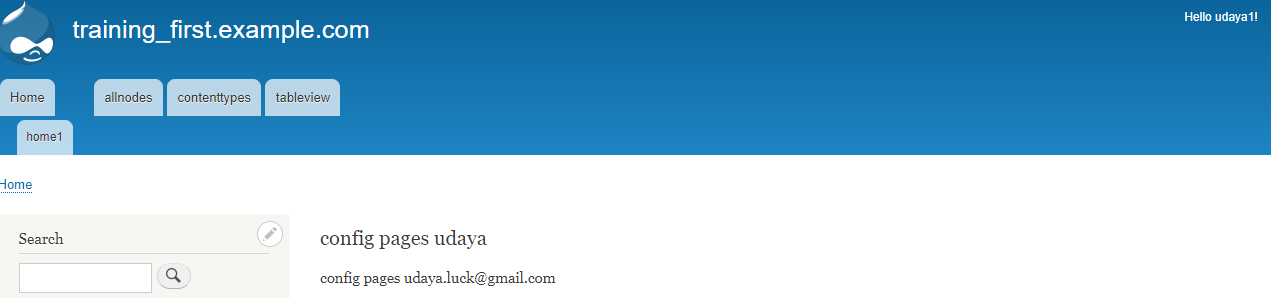 training_first.example.com
Hello udaya1!
Home
allnodes
contenttypes
tableview
home1
Home
Search
config pages udaya
config pages udaya.luck@gmail.com